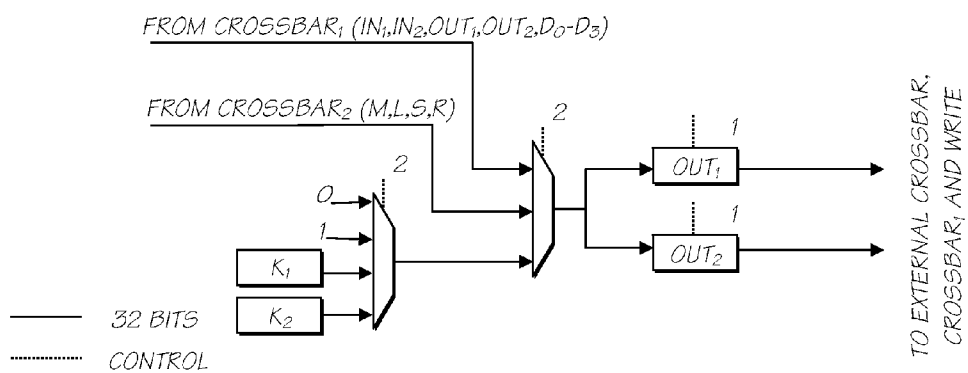 FROM CROSSBAR₁ (IN₁,IN₂,OUT₁,OUT₂,D₀-D₃)
FROM CROSSBAR₂ (M,L,S,R)
2
2
1
OUT₁
0
1
1
OUT₂
K₁
K₂
32 BITS
CONTROL
TO EXTERNAL CROSSBAR,
CROSSBAR₁ AND WRITE